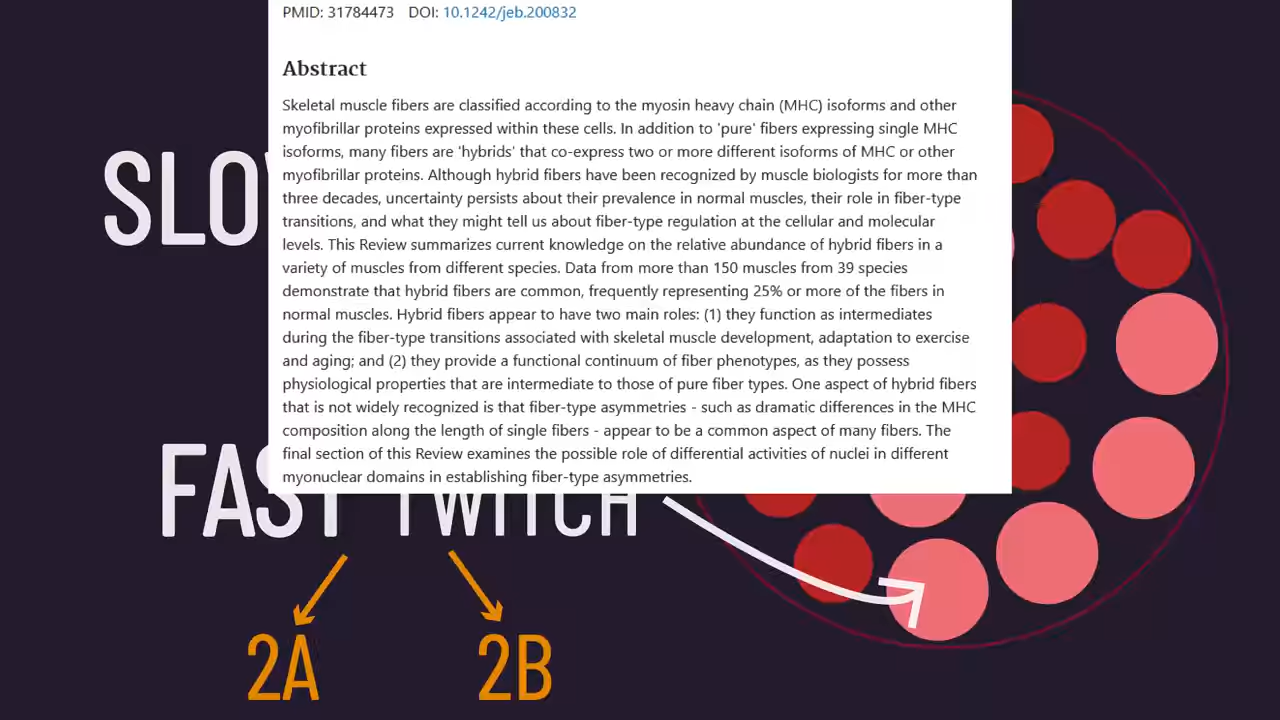 PMID: 31784473 DOI: 10.1242/jeb.200832
Abstract
Skeletal muscle fibers are classified according to the myosin heavy chain (MHC) isoforms and other
myofibrillar proteins expressed within these cells. In addition to 'pure' fibers expressing single MHC
isoforms, many fibers are 'hybrids' that co-express two or more different isoforms of MHC or other
myofibrillar proteins. Although hybrid fibers have been recognized by muscle biologists for more than
three decades, uncertainty persists about their prevalence in normal muscles, their role in fiber-type
transitions, and what they might tell us about fiber-type regulation at the cellular and molecular
levels. This Review summarizes current knowledge on the relative abundance of hybrid fibers in a
variety of muscles from different species. Data from more than 150 muscles from 39 species
demonstrate that hybrid fibers are common, frequently representing 25% or more of the fibers in
normal muscles. Hybrid fibers appear to have two main roles: (1) they function as intermediates
during the fiber-type transitions associated with skeletal muscle development, adaptation to exercise
and aging; and (2) they provide a functional continuum of fiber phenotypes, as they possess
physiological properties that are intermediate to those of pure fiber types. One aspect of hybrid fibers
that is not widely recognized is that fiber-type asymmetries - such as dramatic differences in the MHC
composition along the length of single fibers - appear to be a common aspect of many fibers. The
final section of this Review examines the possible role of differential activities of nuclei in different
myonuclear domains in establishing fiber-type asymmetries.
SLO
FAST TWITCH
2A
2B